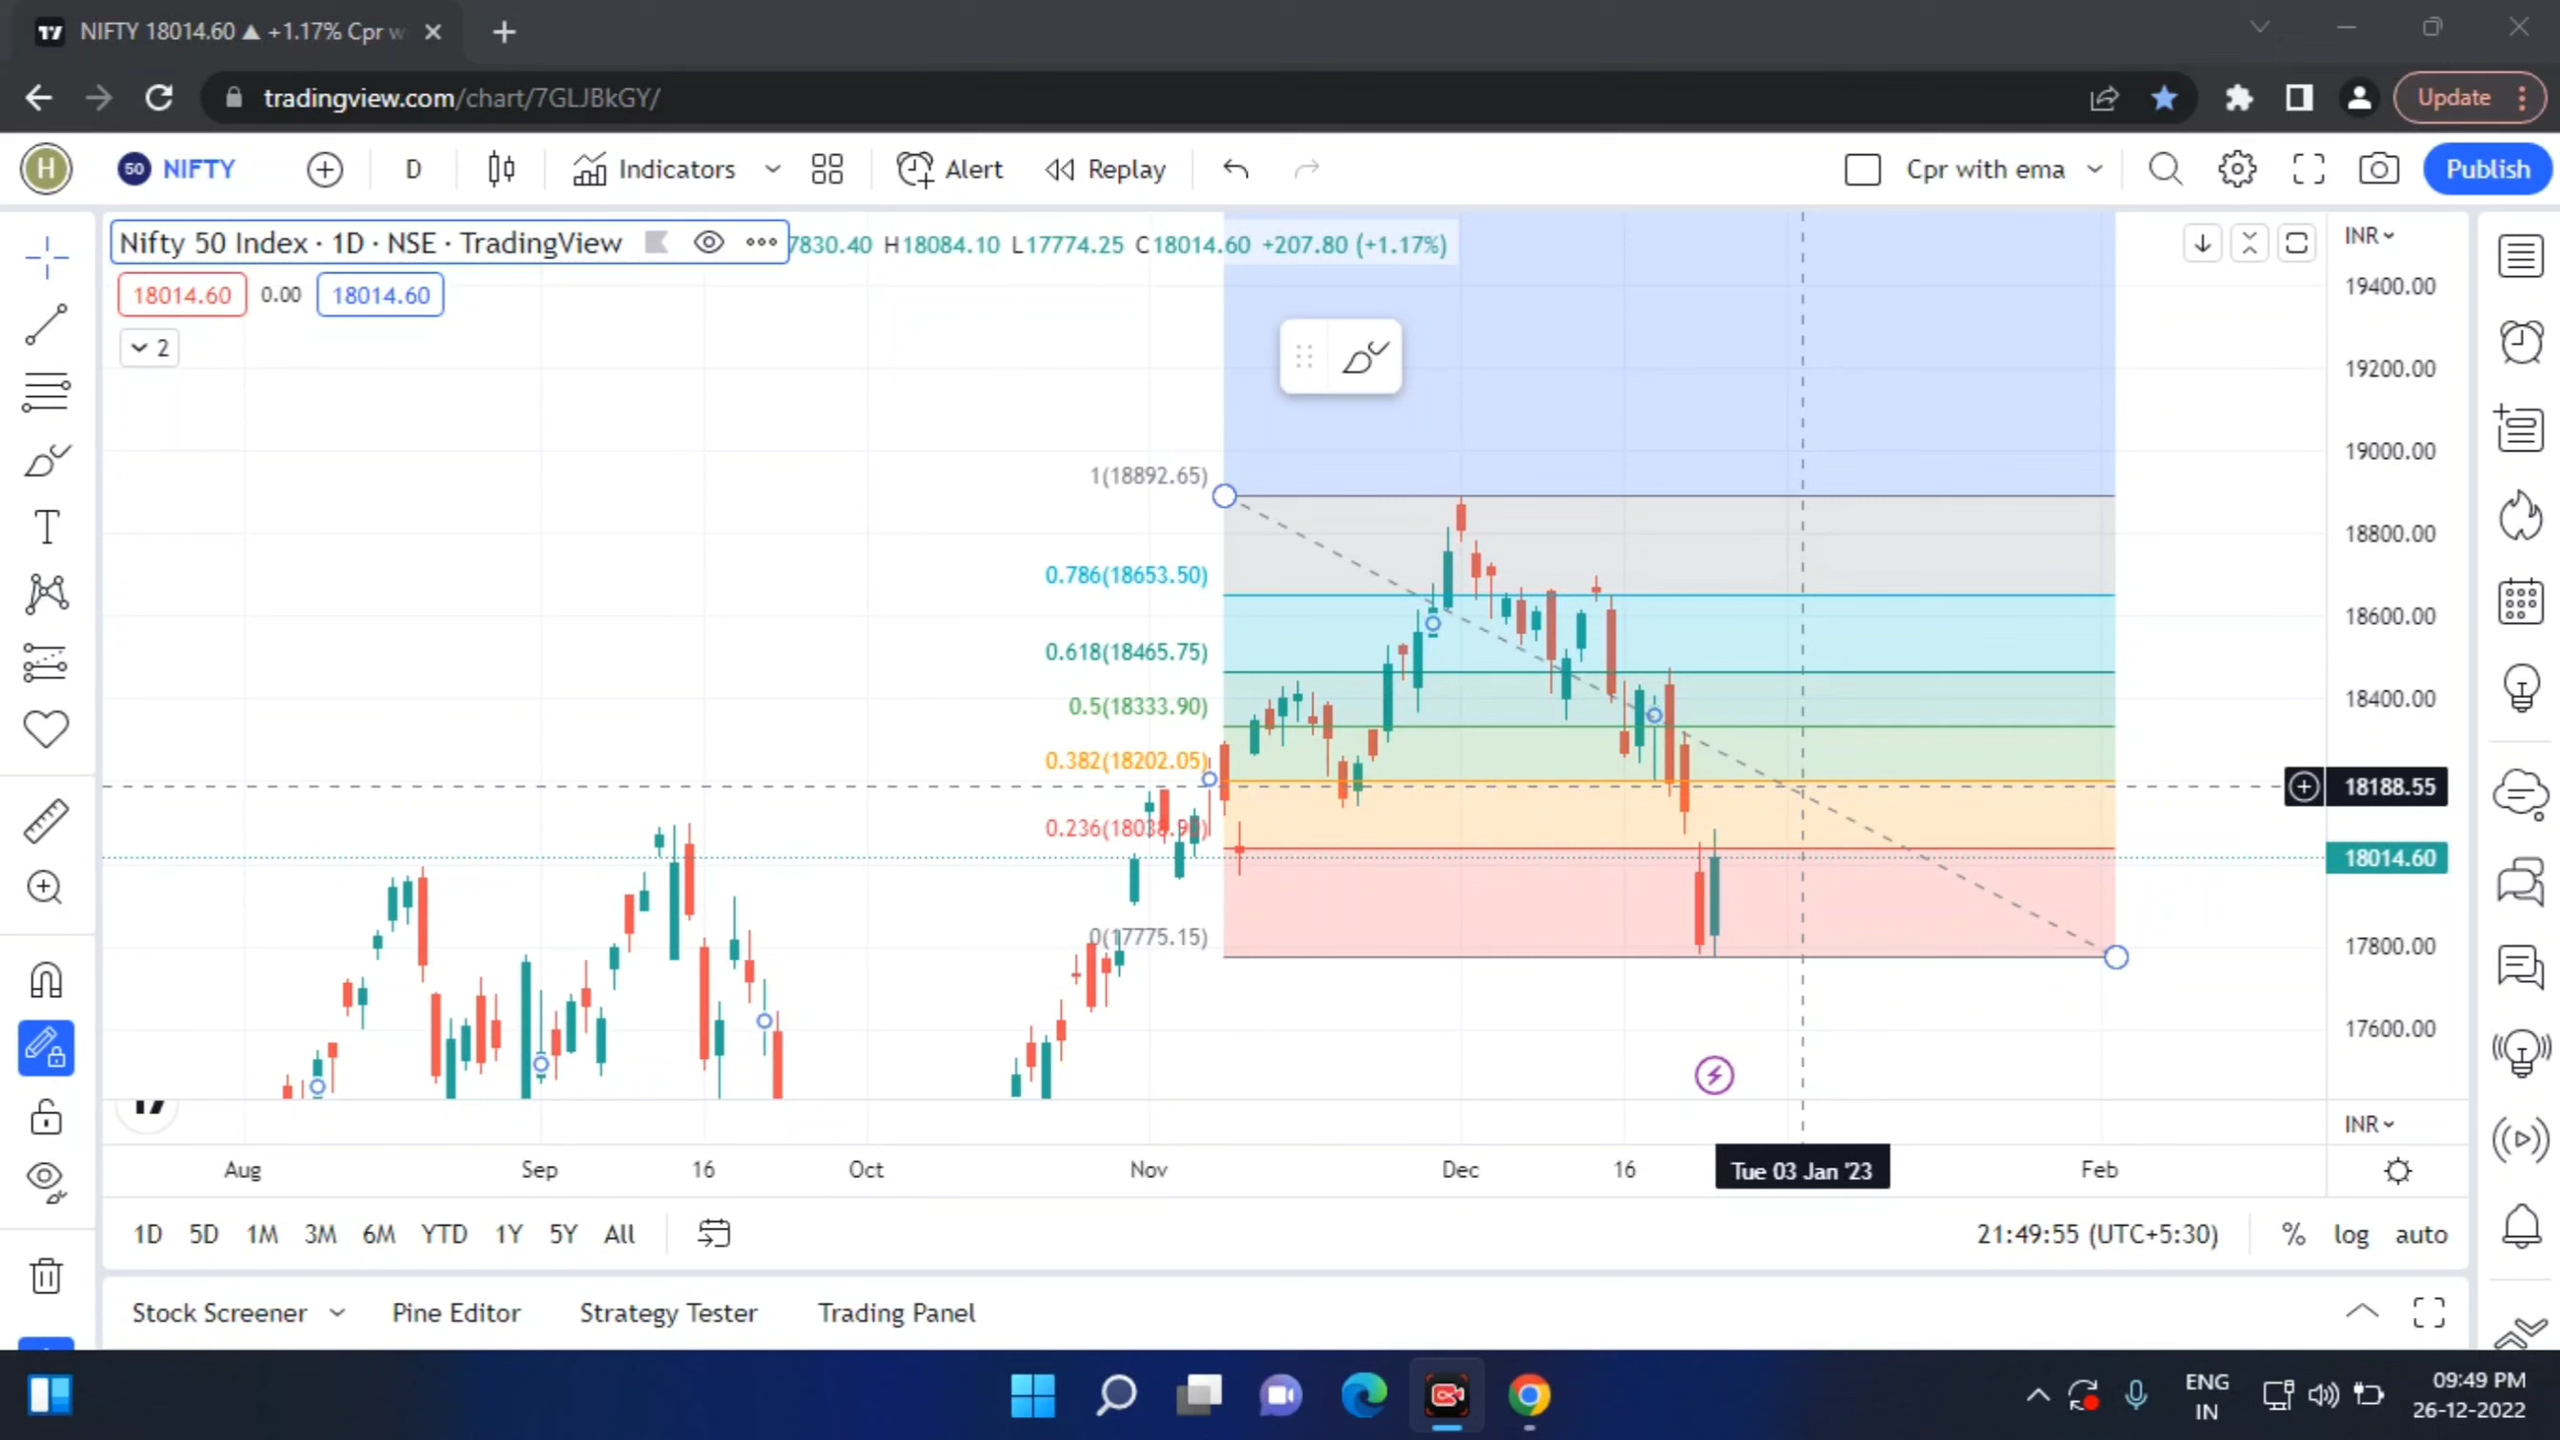 NIFTY 18014.60 ▲ +1.17% Cpr w
tradingview.com/chart/7GLJBkGY/
Update
H
50 NIFTY
D
Indicators
Alert
Replay
Cpr with ema
Publish
Nifty 50 Index · 1D · NSE · TradingView
7830.40 H18084.10 L17774.25 C18014.60 +207.80 (+1.17%)
INR
18014.60 0.00 18014.60
2
19400.00
19200.00
19000.00
18800.00
18600.00
18400.00
18188.55
18014.60
17800.00
17600.00
1(18892.65)
0.786(18653.50)
0.618(18465.75)
0.5(18333.90)
0.382(18202.05)
0.236(18038.90)
0(17775.15)
INR
Aug Sep 16 Oct Nov Dec 16 Tue 03 Jan '23 Feb
1D 5D 1M 3M 6M YTD 1Y 5Y All
21:49:55 (UTC+5:30) % log auto
Stock Screener Pine Editor Strategy Tester Trading Panel
ENG
IN
09:49 PM
26-12-2022